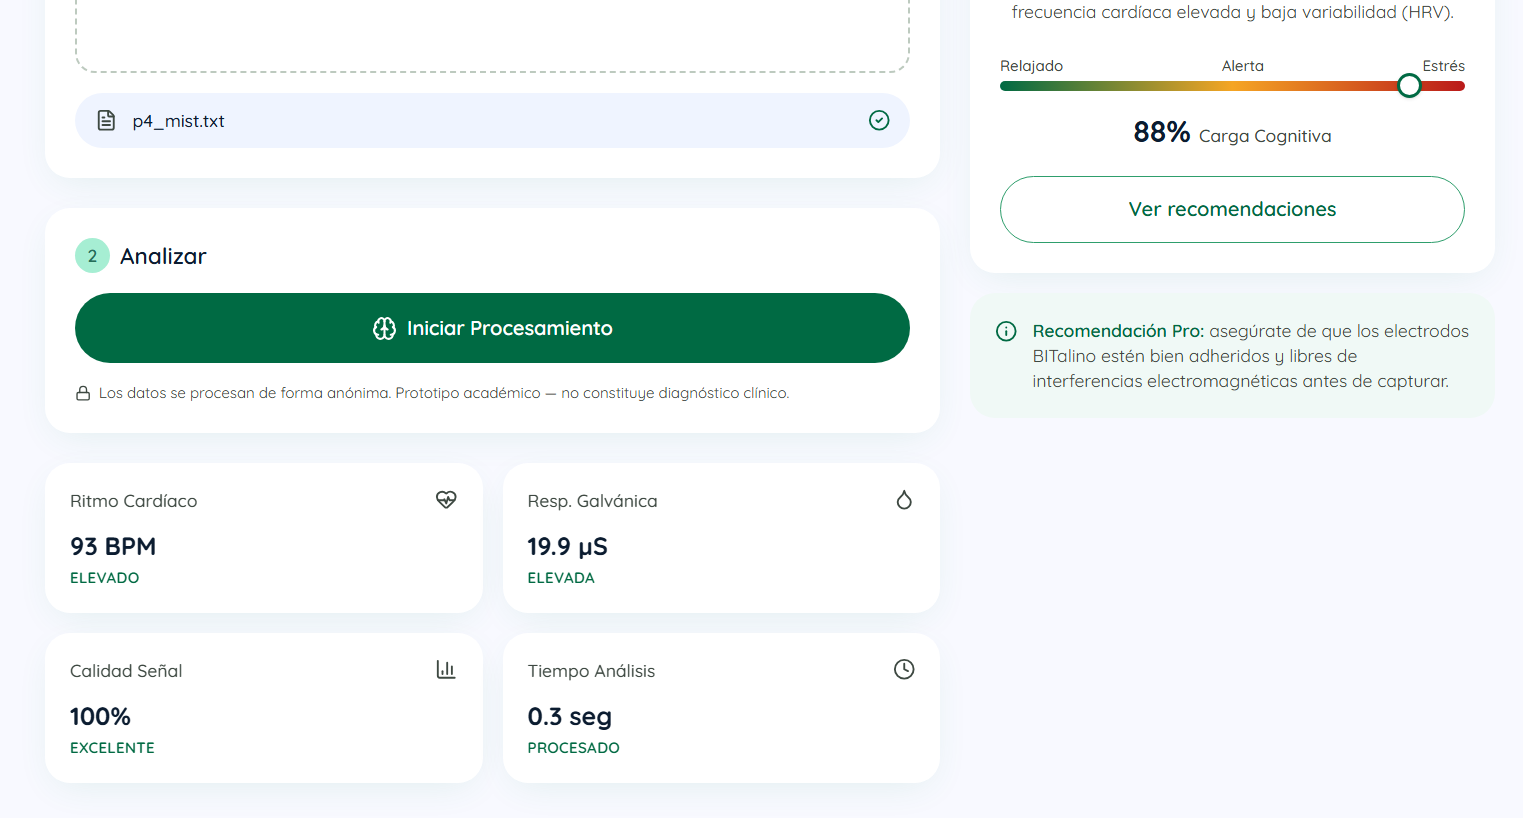 frecuencia cardíaca elevada y baja variabilidad (HRV).
Relajado Alerta Estrés
88% Carga Cognitiva
Ver recomendaciones
Recomendación Pro: asegúrate de que los electrodos
BITalino estén bien adheridos y libres de
interferencias electromagnéticas antes de capturar.
p4_mist.txt
2 Analizar
Iniciar Procesamiento
Los datos se procesan de forma anónima. Prototipo académico — no constituye diagnóstico clínico.
Ritmo Cardíaco
93 BPM
ELEVADO
Resp. Galvánica
19.9 µS
ELEVADA
Calidad Señal
100%
EXCELENTE
Tiempo Análisis
0.3 seg
PROCESADO